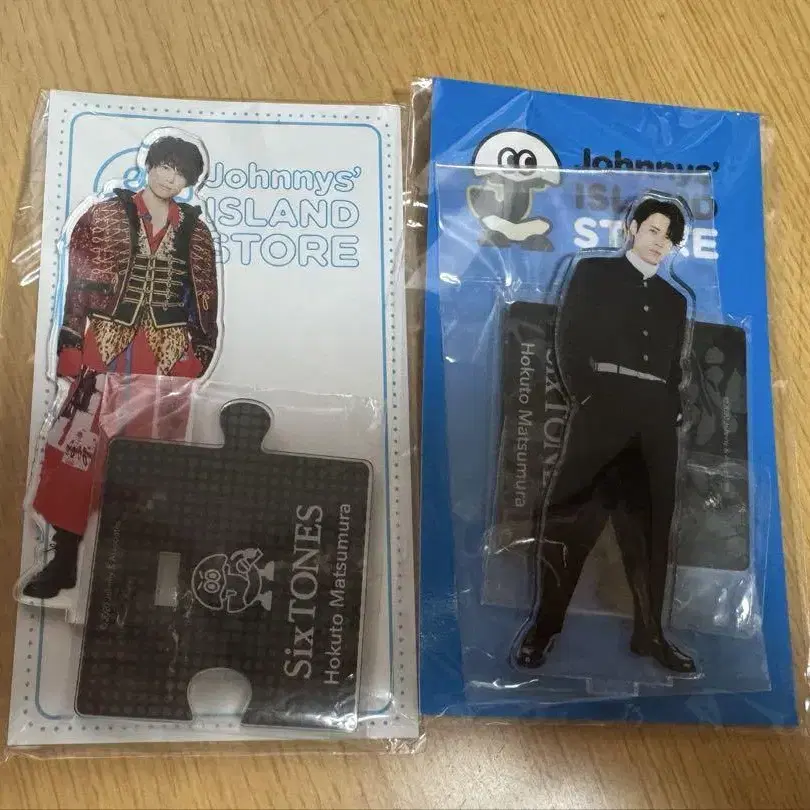 Johnnys'
ISLAND
STORE
SixTONES
Hokuto Matsumura
Johnnys'
ISLAND
STORE
SixTONES
Hokuto Matsumura